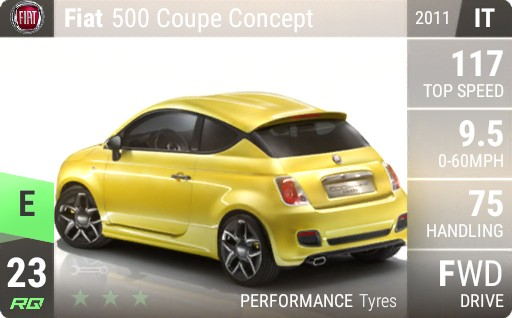 FIAT
Fiat 500 Coupe Concept
2011 IT
117
TOP SPEED
9.5
0-60MPH
75
HANDLING
FWD
DRIVE
E
23
RQ
PERFORMANCE Tyres